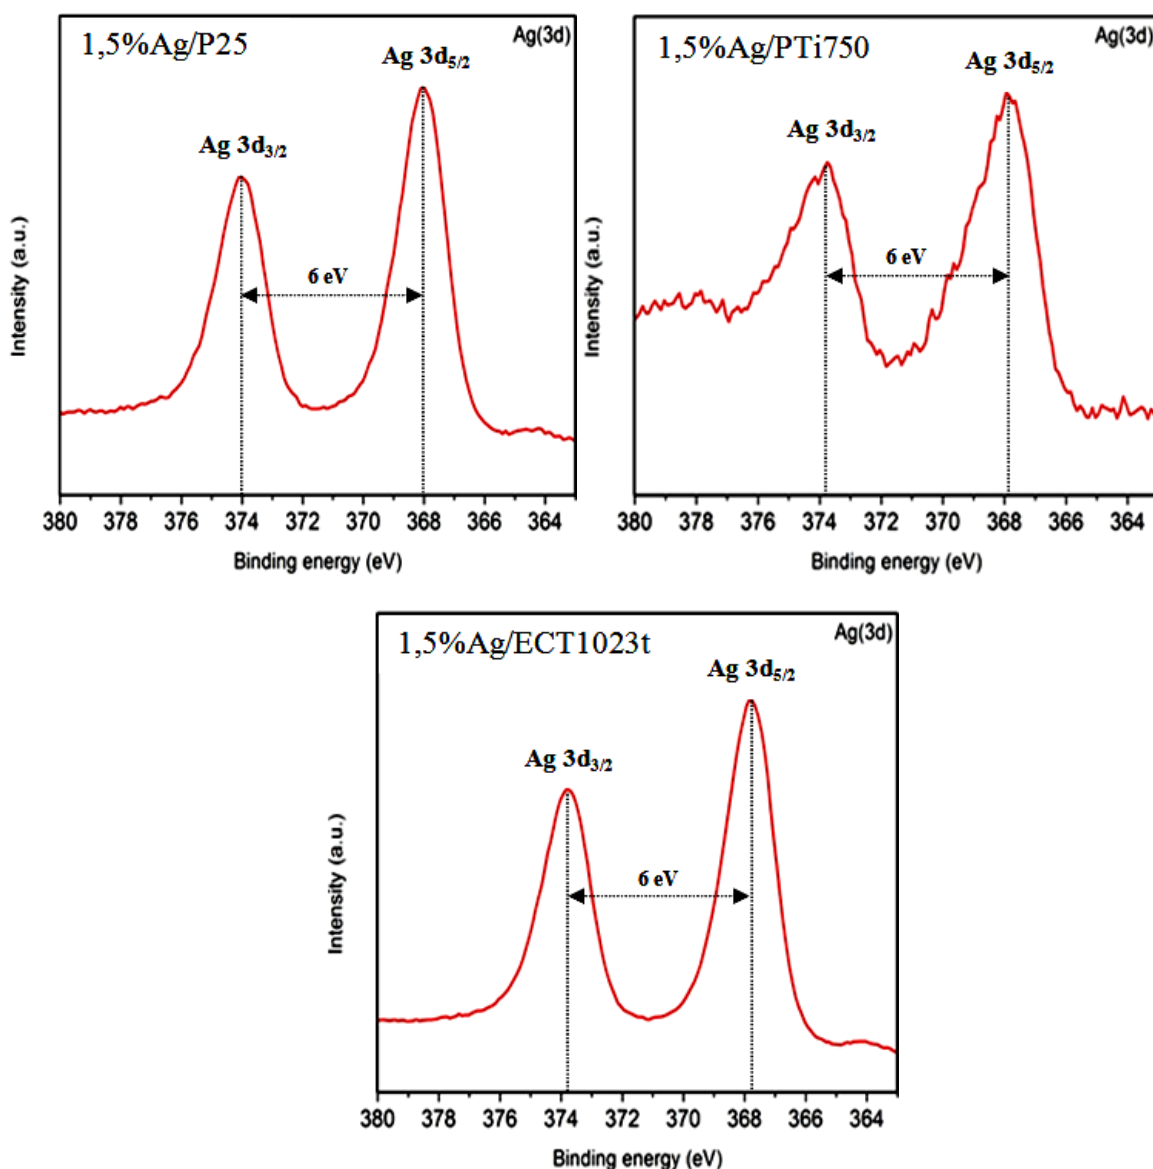 1,5%Ag/P25
Ag(3d)
Ag 3d5/2
Ag 3d3/2
6 eV
Intensity (a.u.)
380 378 376 374 372 370 368 366 364
Binding energy (eV)
1,5%Ag/PTi750
Ag(3d)
Ag 3d5/2
Ag 3d3/2
6 eV
Intensity (a.u.)
380 378 376 374 372 370 368 366 364
Binding energy (eV)
1,5%Ag/ECT1023t
Ag(3d)
Ag 3d5/2
Ag 3d3/2
6 eV
Intensity (a.u.)
380 378 376 374 372 370 368 366 364
Binding energy (eV)